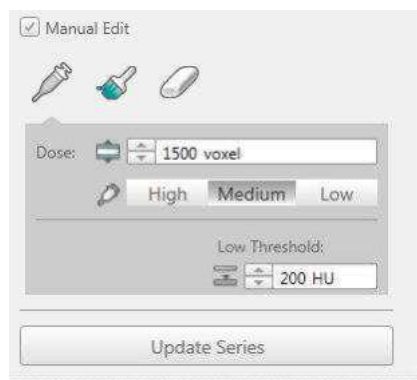 Manual Edit
Dose: 1500 voxel
High Medium Low
Low Threshold:
200 HU
Update Series